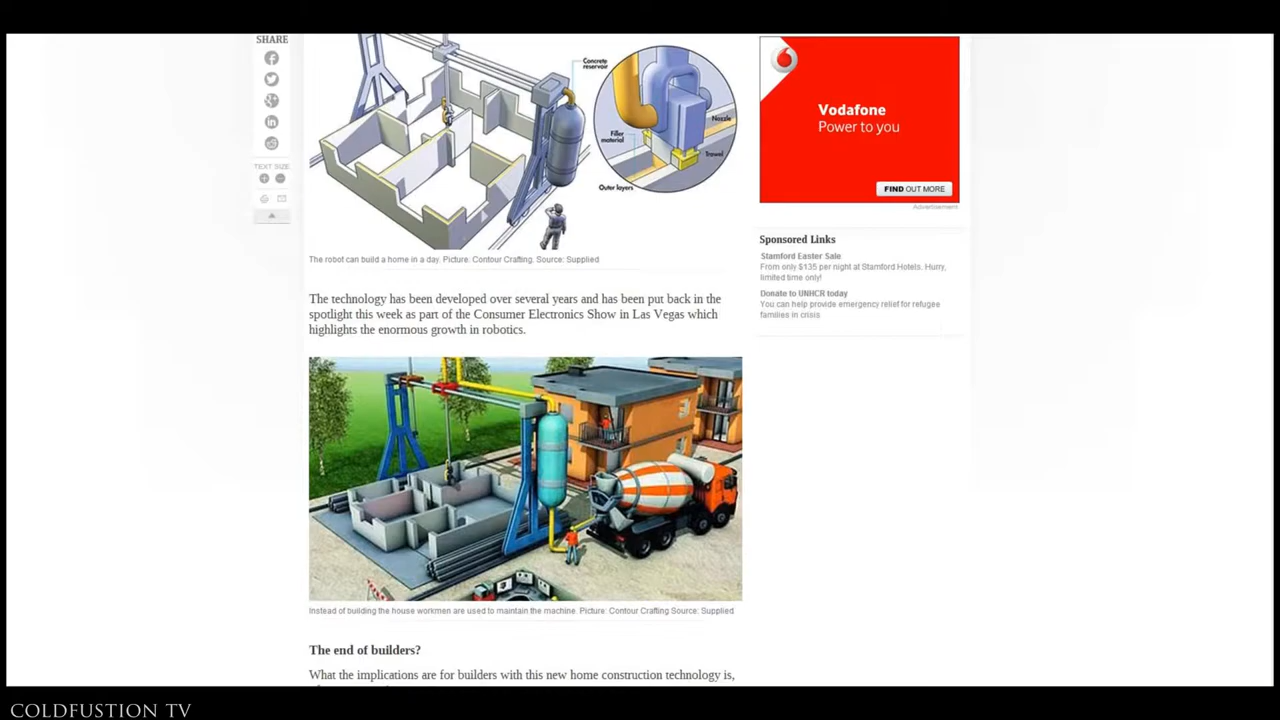 SHARE
TEXT SIZE
Concrete
reservoir
Filler
material
Nozzle
Trowel
Outer layers
The robot can build a home in a day. Picture: Contour Crafting. Source: Supplied
The technology has been developed over several years and has been put back in the
spotlight this week as part of the Consumer Electronics Show in Las Vegas which
highlights the enormous growth in robotics.
Instead of building the house workmen are used to maintain the machine. Picture: Contour Crafting Source: Supplied
The end of builders?
What the implications are for builders with this new home construction technology is,
Vodafone
Power to you
FIND OUT MORE
Advertisement
Sponsored Links
Stamford Easter Sale
From only $135 per night at Stamford Hotels. Hurry,
limited time only!
Donate to UNHCR today
You can help provide emergency relief for refugee
families in crisis
COLDFUSTION TV